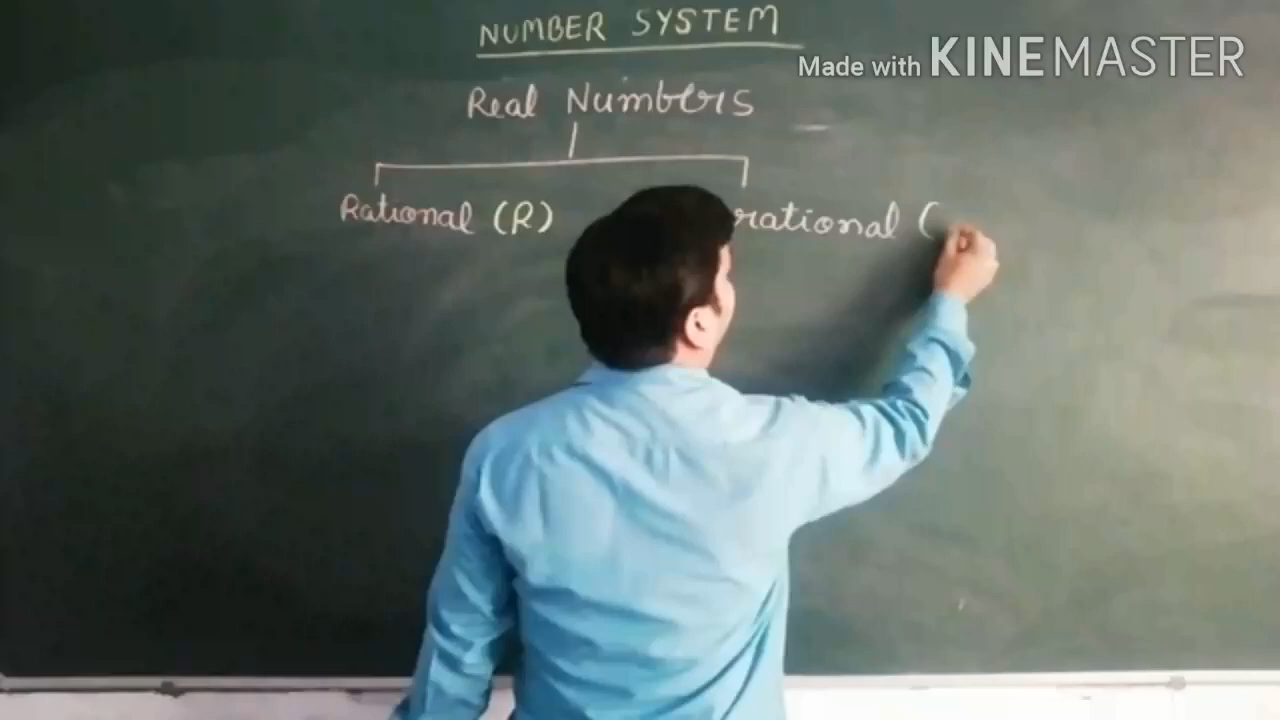 NUMBER SYSTEM
Made with KINEMASTER
Real Numbers
Rational (R)
rational (